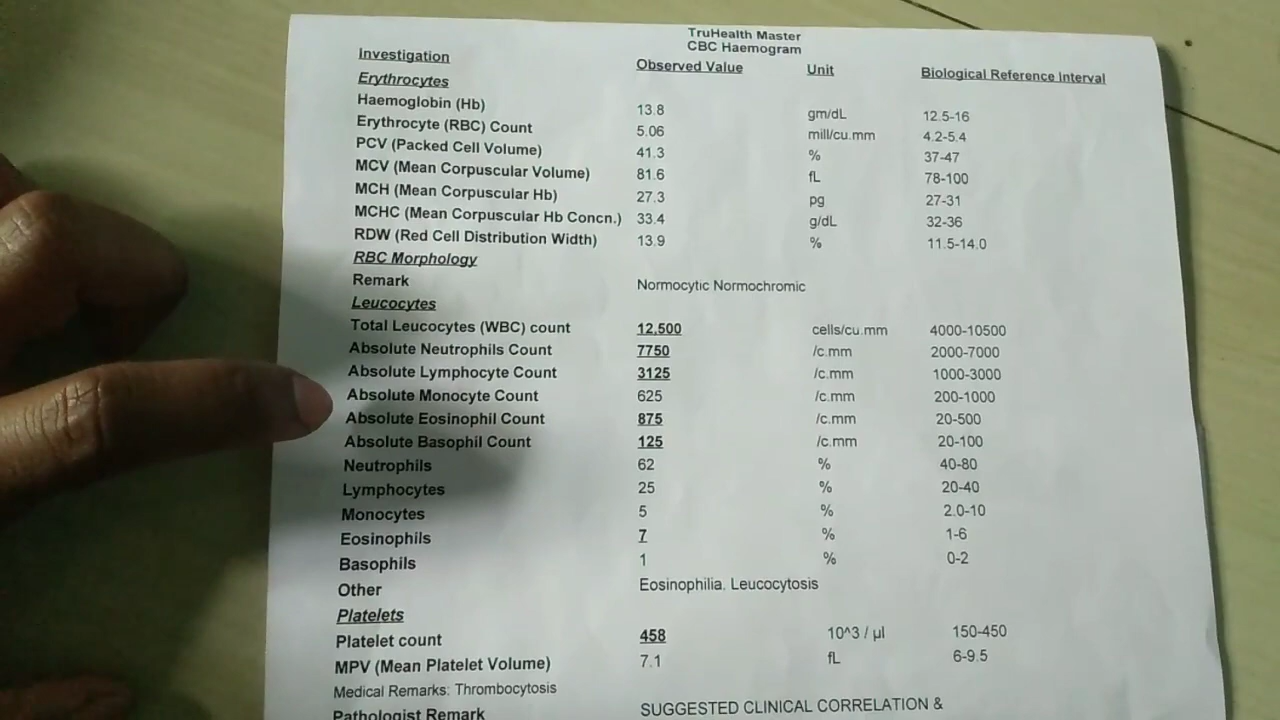 TruHealth Master
CBC Haemogram
Investigation Observed Value Unit Biological Reference Interval
Erythrocytes
Haemoglobin (Hb) 13.8 gm/dL 12.5-16
Erythrocyte (RBC) Count 5.06 mill/cu.mm 4.2-5.4
PCV (Packed Cell Volume) 41.3 % 37-47
MCV (Mean Corpuscular Volume) 81.6 fL 78-100
MCH (Mean Corpuscular Hb) 27.3 pg 27-31
MCHC (Mean Corpuscular Hb Concn.) 33.4 g/dL 32-36
RDW (Red Cell Distribution Width) 13.9 % 11.5-14.0
RBC Morphology
Remark Normocytic Normochromic
Leucocytes
Total Leucocytes (WBC) count 12,500 cells/cu.mm 4000-10500
Absolute Neutrophils Count 7750 /c.mm 2000-7000
Absolute Lymphocyte Count 3125 /c.mm 1000-3000
Absolute Monocyte Count 625 /c.mm 200-1000
Absolute Eosinophil Count 875 /c.mm 20-500
Absolute Basophil Count 125 /c.mm 20-100
Neutrophils 62 % 40-80
Lymphocytes 25 % 20-40
Monocytes 5 % 2.0-10
Eosinophils 7 % 1-6
Basophils 1 % 0-2
Other Eosinophilia, Leucocytosis
Platelets
Platelet count 458 10^3 / µl 150-450
MPV (Mean Platelet Volume) 7.1 fL 6-9.5
Medical Remarks: Thrombocytosis
Pathologist Remark SUGGESTED CLINICAL CORRELATION &